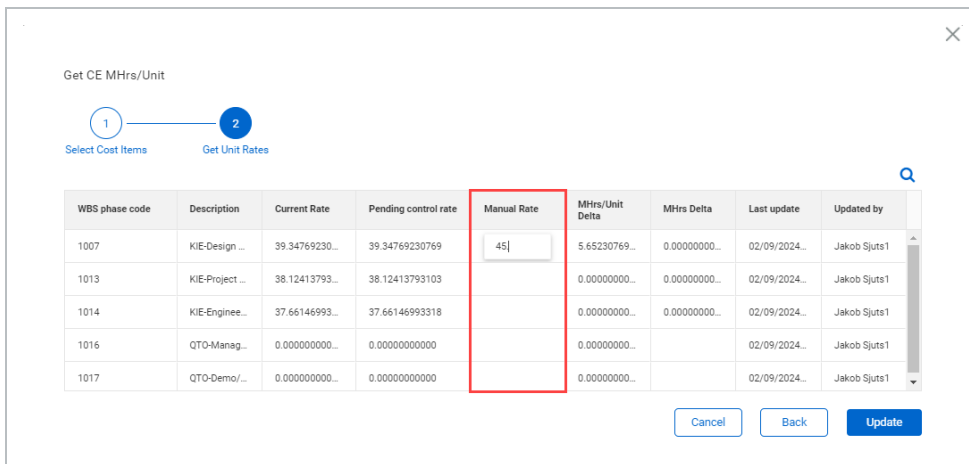 Get CE MHrs/Unit
1 2
Select Cost Items Get Unit Rates
WBS phase code Description Current Rate Pending control rate Manual Rate MHrs/Unit Delta MHrs Delta Last update Updated by
1007 KIE-Design ... 39.34769230... 39.34769230769 45 5.65230769... 0.00000000... 02/09/2024... Jakob Sjuts1
1013 KIE-Project ... 38.12413793... 38.12413793103 0.00000000... 0.00000000... 02/09/2024... Jakob Sjuts1
1014 KIE-Enginee... 37.66146993... 37.66146993318 0.00000000... 0.00000000... 02/09/2024... Jakob Sjuts1
1016 QTO-Manag... 0.000000000... 0.00000000000 0.00000000... 02/09/2024... Jakob Sjuts1
1017 QTO-Demo/... 0.000000000... 0.00000000000 0.00000000... 02/09/2024... Jakob Sjuts1
Cancel Back Update